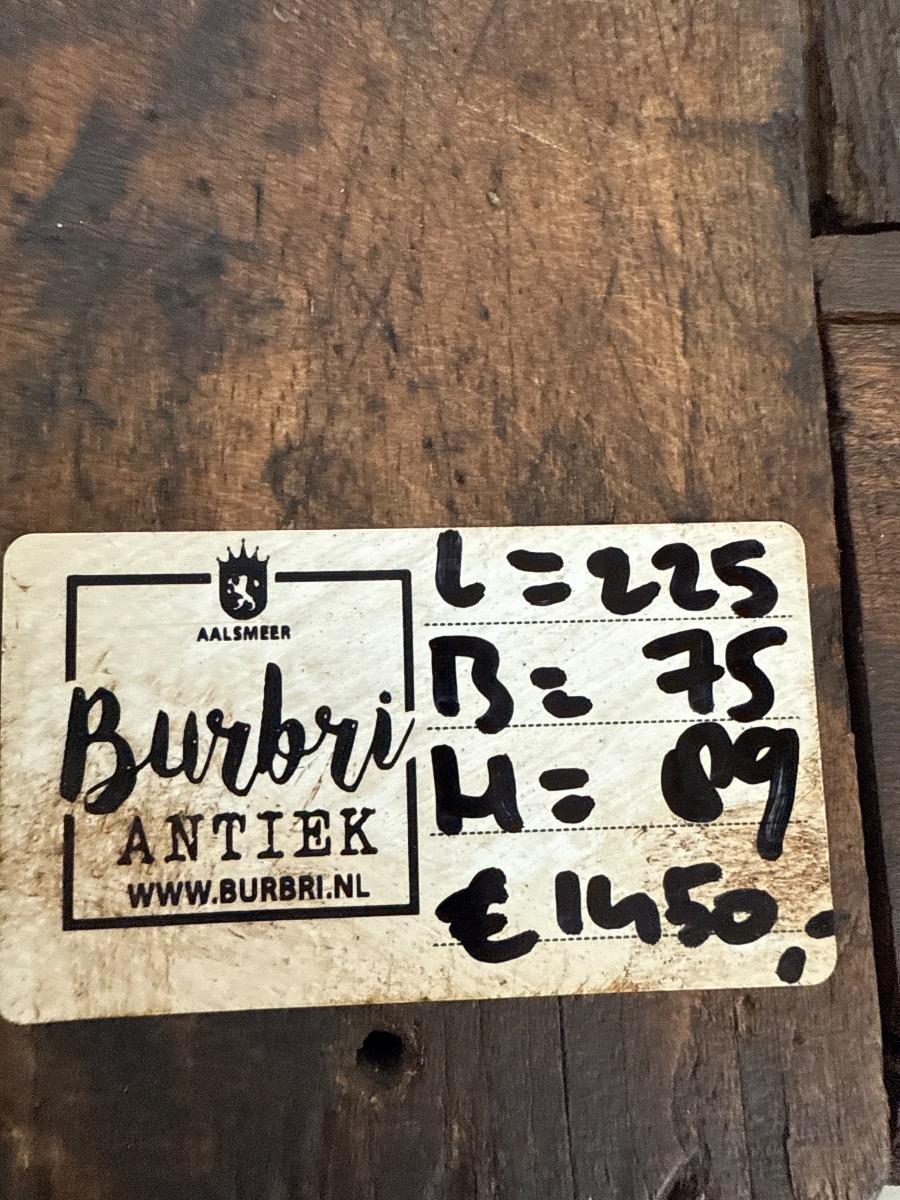 AALSMEER
Burbri
ANTIEK
WWW.BURBRI.NL
L = 225
B = 75
H = 89
€ 1450,-